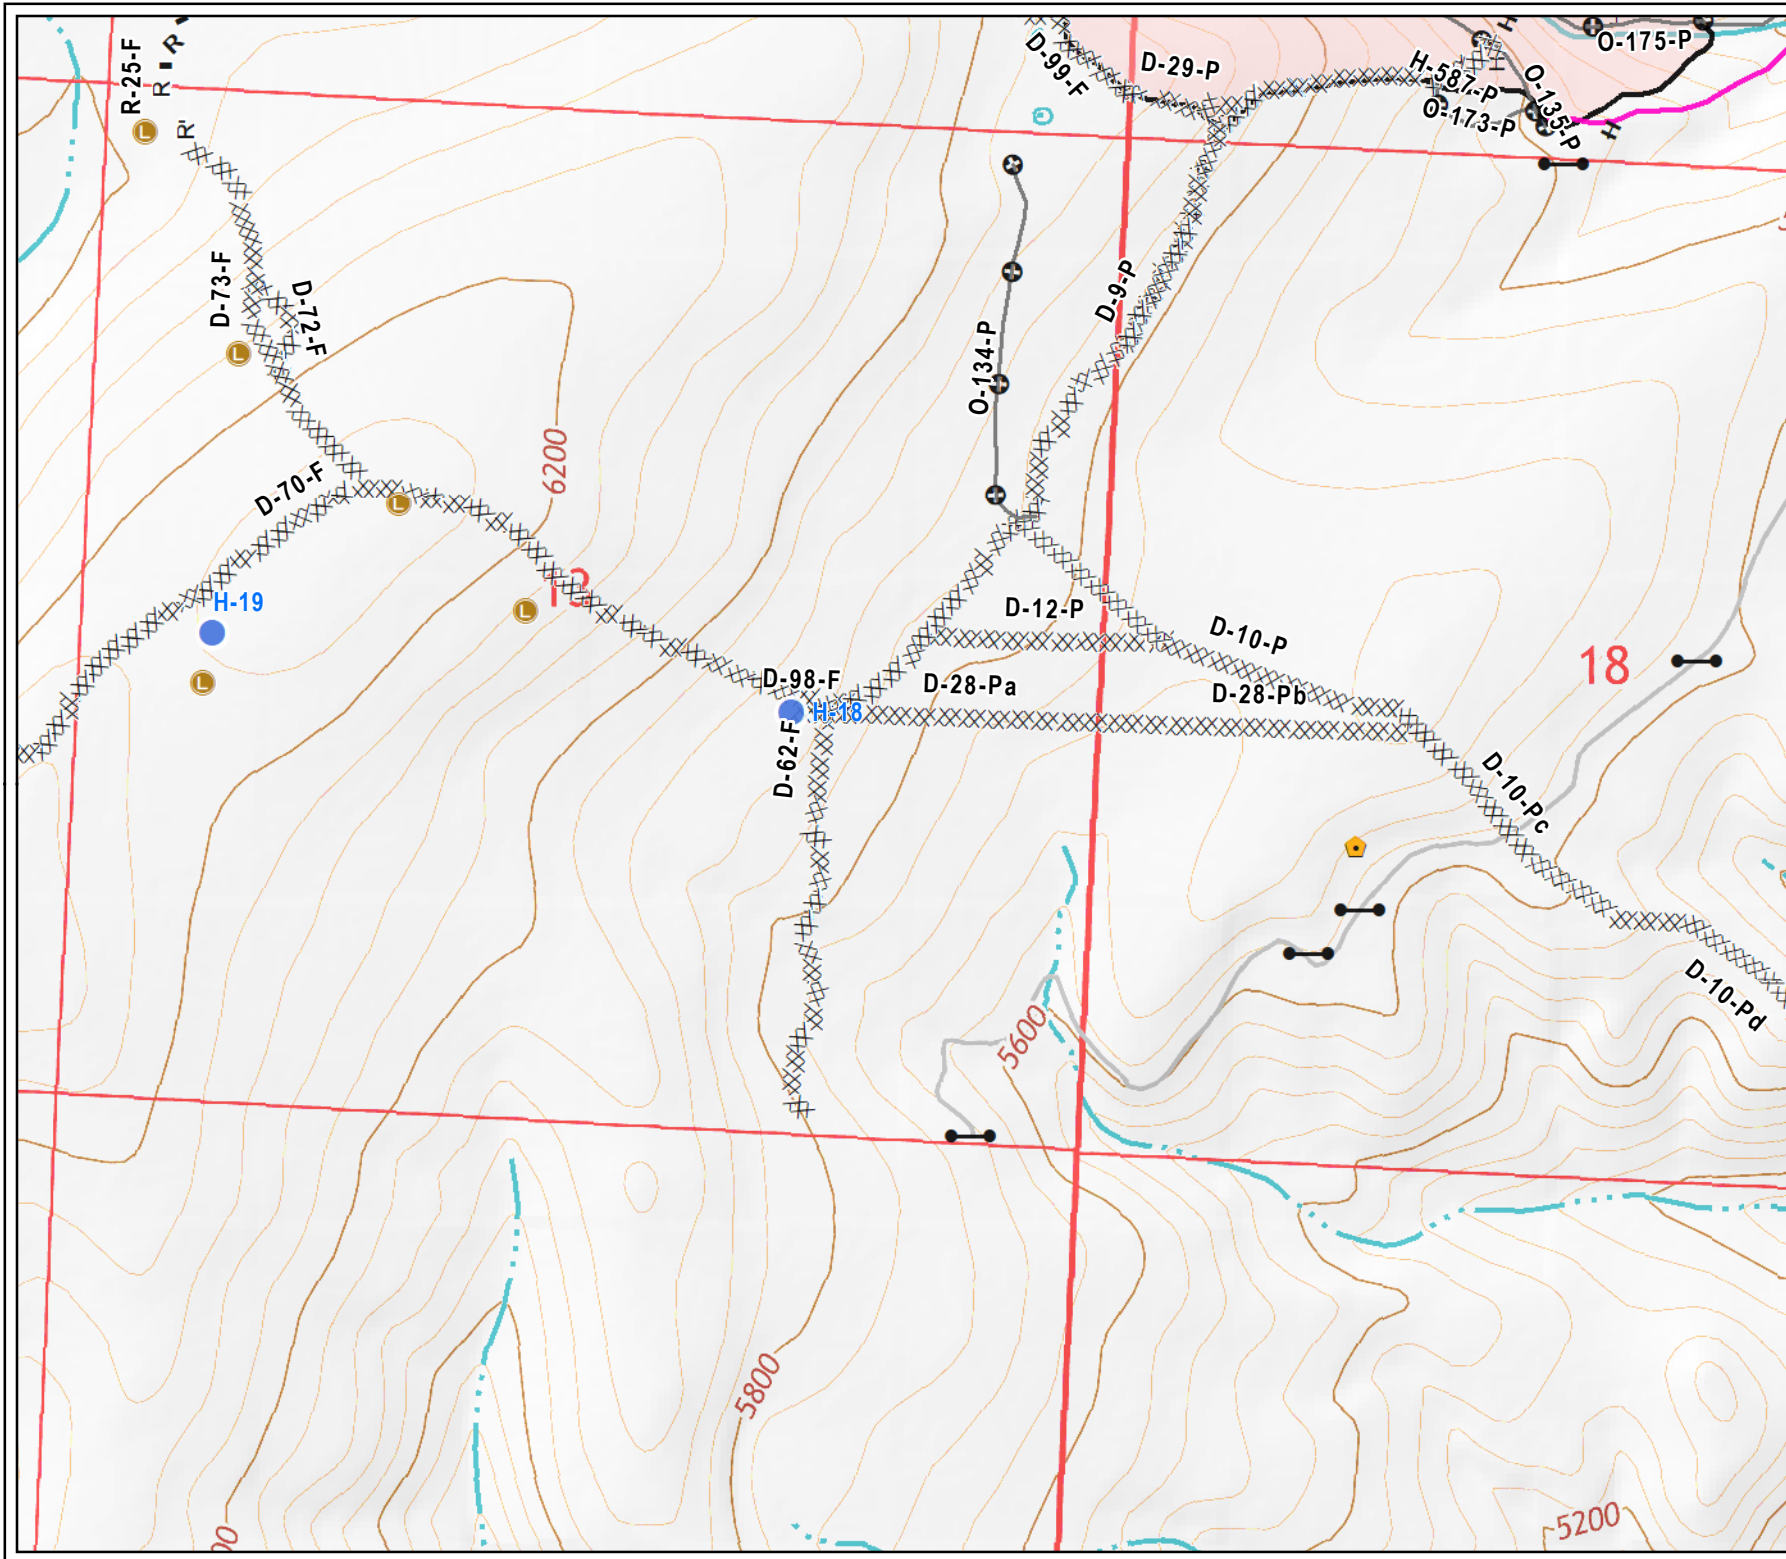 R-25-F
R
R
R
D-99-F
D-29-P
H-587-P
O-173-P
O-135-P
O-175-P
H
H
H
D-73-F
D-72-F
L
L
L
L
L
D-9-P
O-134-P
6200
D-70-F
H-19
13
D-12-P
D-10-P
18
D-98-F
D-28-Pa
D-28-Pb
H-18
D-62-F
D-10-Pc
D-10-Pd
5600
5800
5200